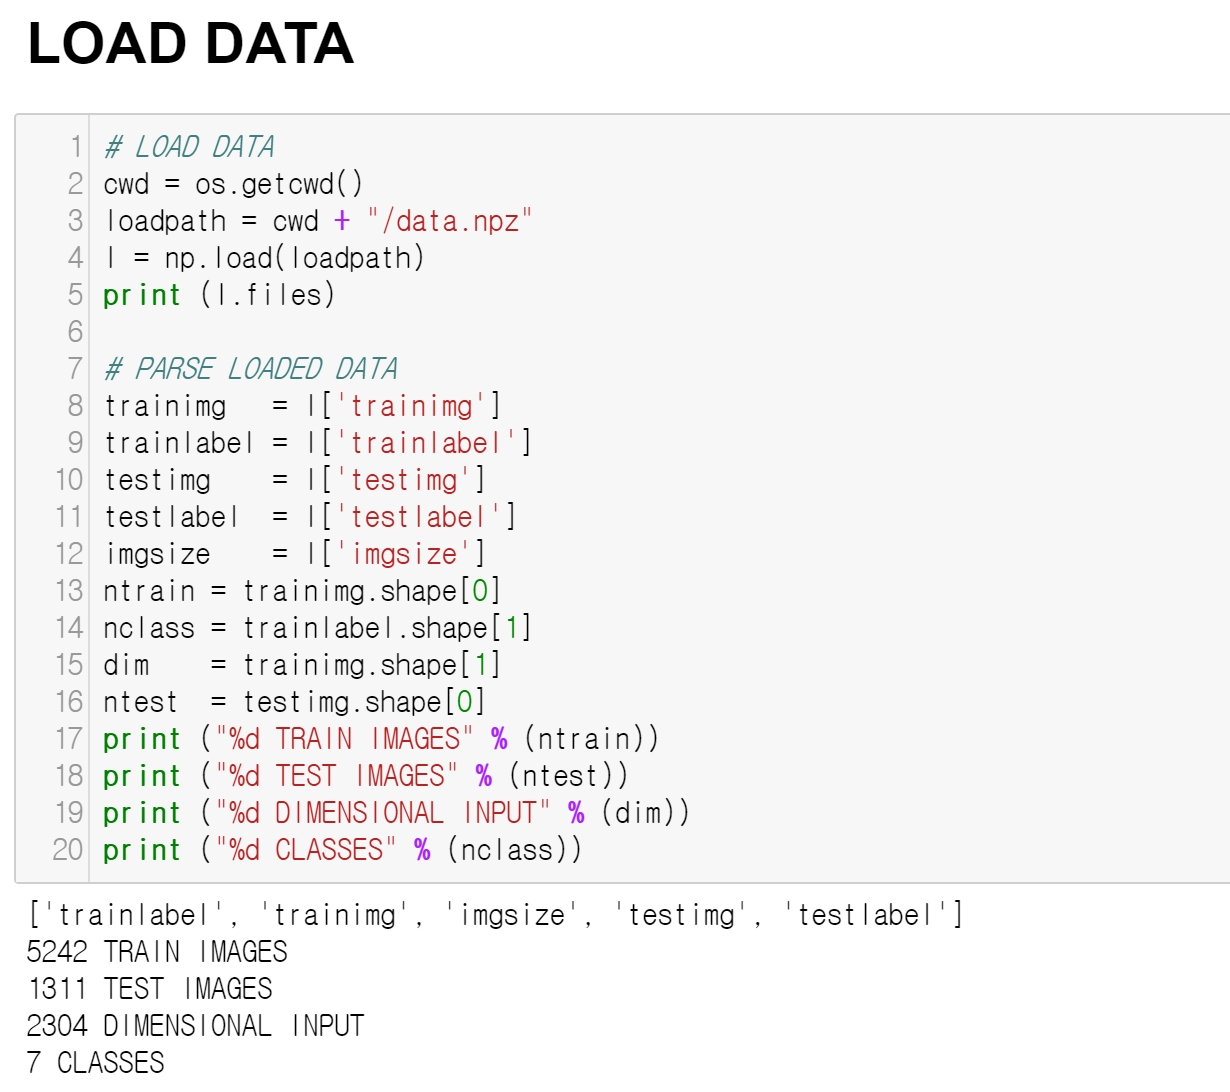 LOAD DATA
1 # LOAD DATA
2 cwd = os.getcwd()
3 loadpath = cwd + "/data.npz"
4 l = np.load(loadpath)
5 print (l.files)
6
7 # PARSE LOADED DATA
8 trainimg   = l['trainimg']
9 trainlabel = l['trainlabel']
10 testimg    = l['testimg']
11 testlabel  = l['testlabel']
12 imgsize    = l['imgsize']
13 ntrain = trainimg.shape[0]
14 nclass = trainlabel.shape[1]
15 dim    = trainimg.shape[1]
16 ntest  = testimg.shape[0]
17 print ("%d TRAIN IMAGES" % (ntrain))
18 print ("%d TEST IMAGES" % (ntest))
19 print ("%d DIMENSIONAL INPUT" % (dim))
20 print ("%d CLASSES" % (nclass))
['trainlabel', 'trainimg', 'imgsize', 'testimg', 'testlabel']
5242 TRAIN IMAGES
1311 TEST IMAGES
2304 DIMENSIONAL INPUT
7 CLASSES